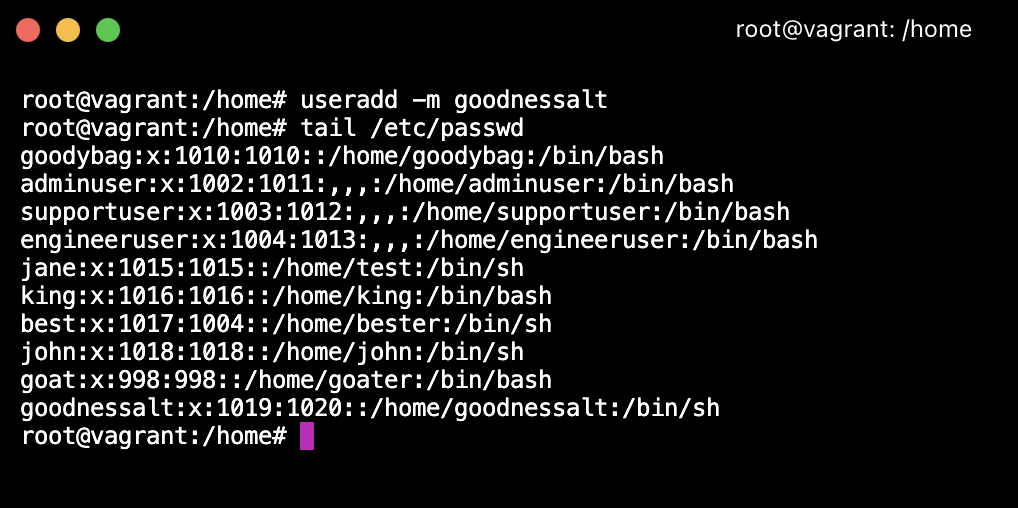 root@vagrant: /home
root@vagrant:/home# useradd -m goodnessalt
root@vagrant:/home# tail /etc/passwd
goodybag:x:1010:1010::/home/goodybag:/bin/bash
adminuser:x:1002:1011:,,,:/home/adminuser:/bin/bash
supportuser:x:1003:1012:,,,:/home/supportuser:/bin/bash
engineeruser:x:1004:1013:,,,:/home/engineeruser:/bin/bash
jane:x:1015:1015::/home/test:/bin/sh
king:x:1016:1016::/home/king:/bin/bash
best:x:1017:1004::/home/bester:/bin/sh
john:x:1018:1018::/home/john:/bin/sh
goat:x:998:998::/home/goater:/bin/bash
goodnessalt:x:1019:1020::/home/goodnessalt:/bin/sh
root@vagrant:/home#